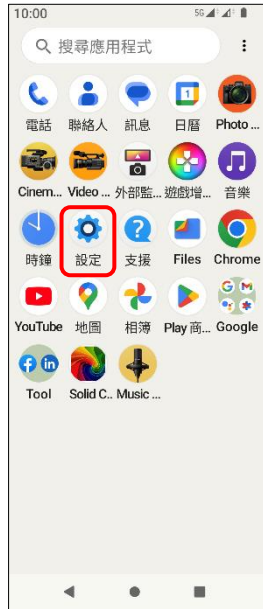 10:00 5G
搜尋應用程式
電話 聯絡人 訊息 日曆 Photo ...
Cinem... Video ... 外部監... 遊戲增... 音樂
時鐘 設定 支援 Files Chrome
YouTube 地圖 相簿 Play 商... Google
Tool Solid C.. Music ...